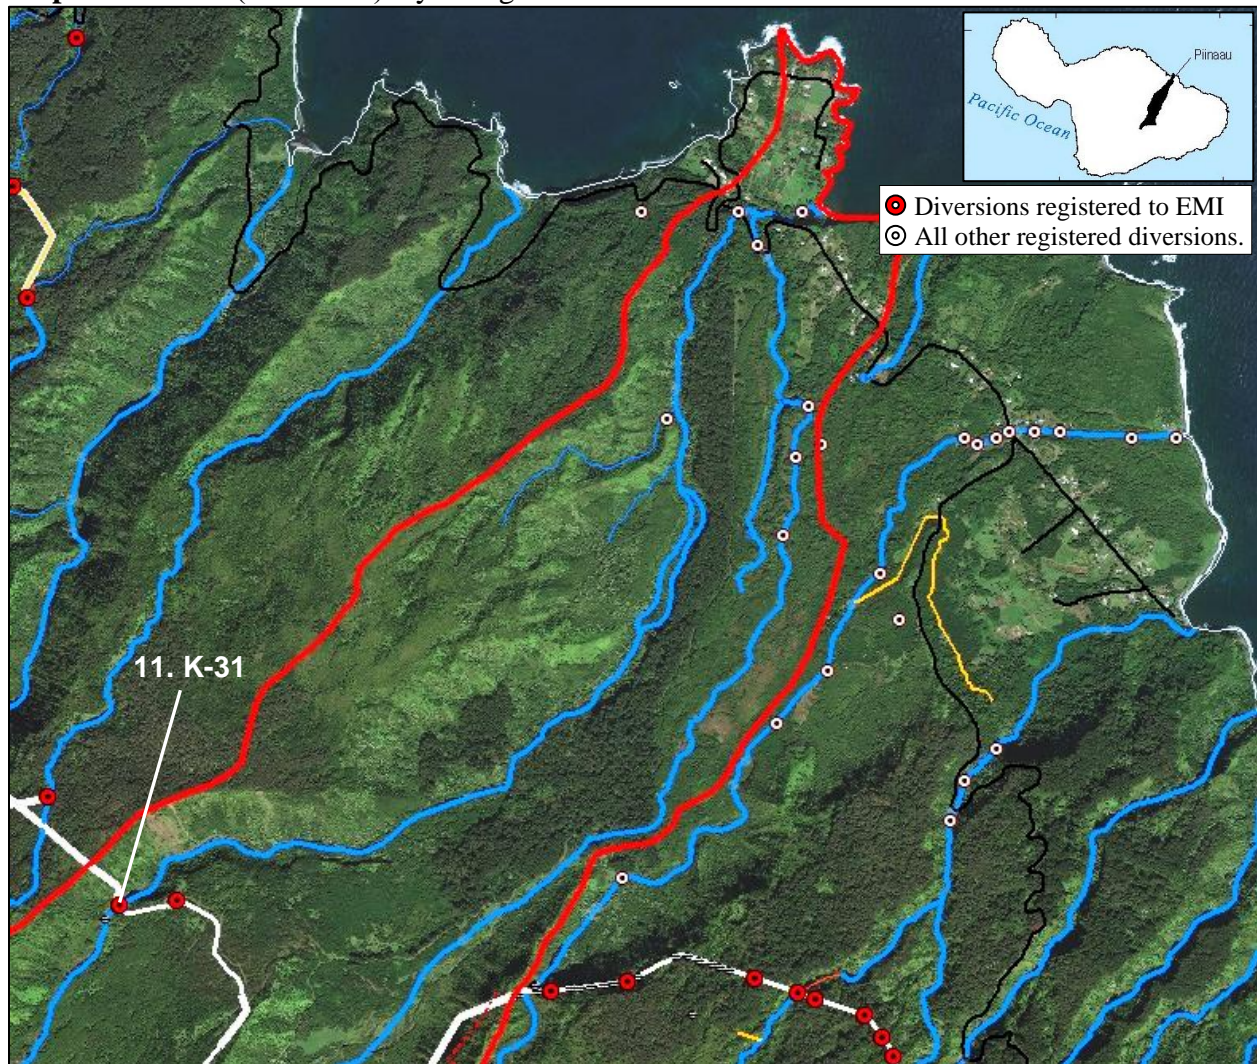 Piinaau
Pacific Ocean
Diversions registered to EMI
All other registered diversions.
11. K-31